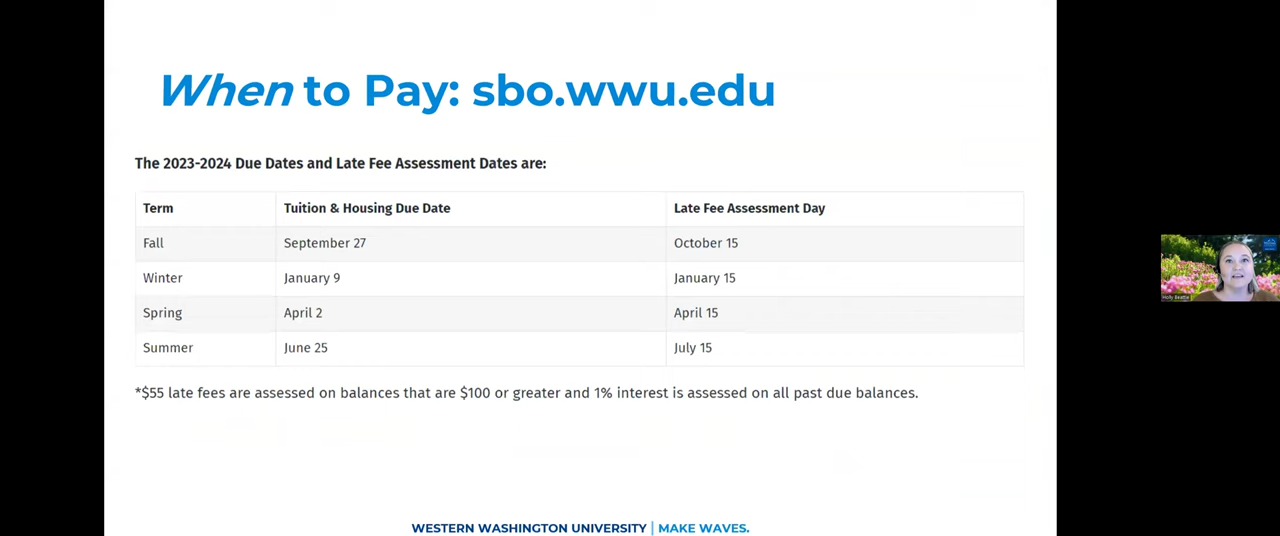 When to Pay: sbo.wwu.edu
The 2023-2024 Due Dates and Late Fee Assessment Dates are:
Term Tuition & Housing Due Date Late Fee Assessment Day
Fall September 27 October 15
Winter January 9 January 15
Spring April 2 April 15
Summer June 25 July 15
*$55 late fees are assessed on balances that are $100 or greater and 1% interest is assessed on all past due balances.
Holly Beattie
WESTERN WASHINGTON UNIVERSITY | MAKE WAVES.